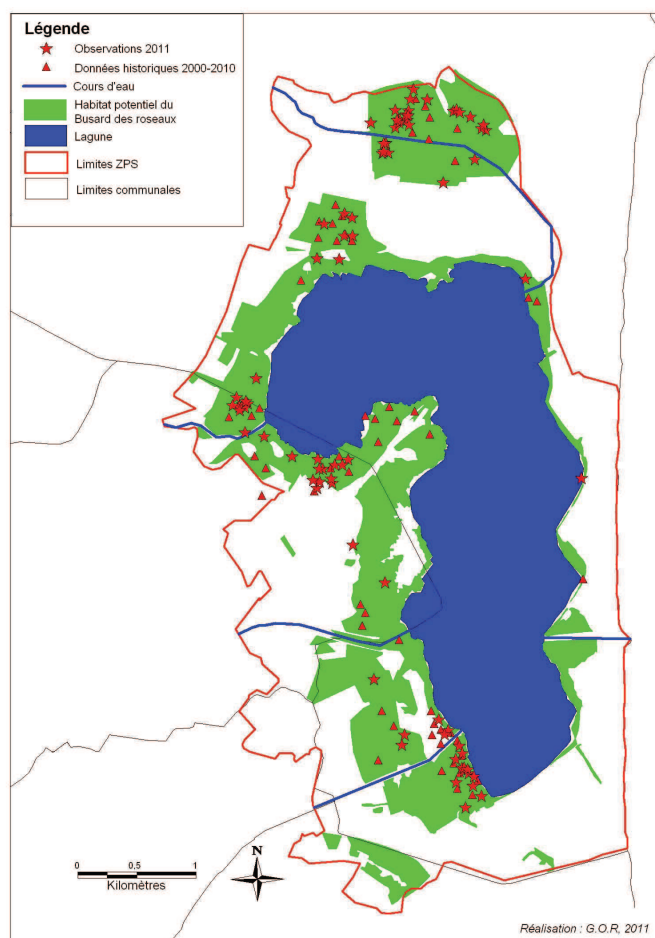 Légende
Observations 2011
Données historiques 2000-2010
Cours d'eau
Habitat potentiel du
Busard des roseaux
Lagune
Limites ZPS
Limites communales
N
0 0,5 1
Kilomètres
Réalisation : G.O.R, 2011